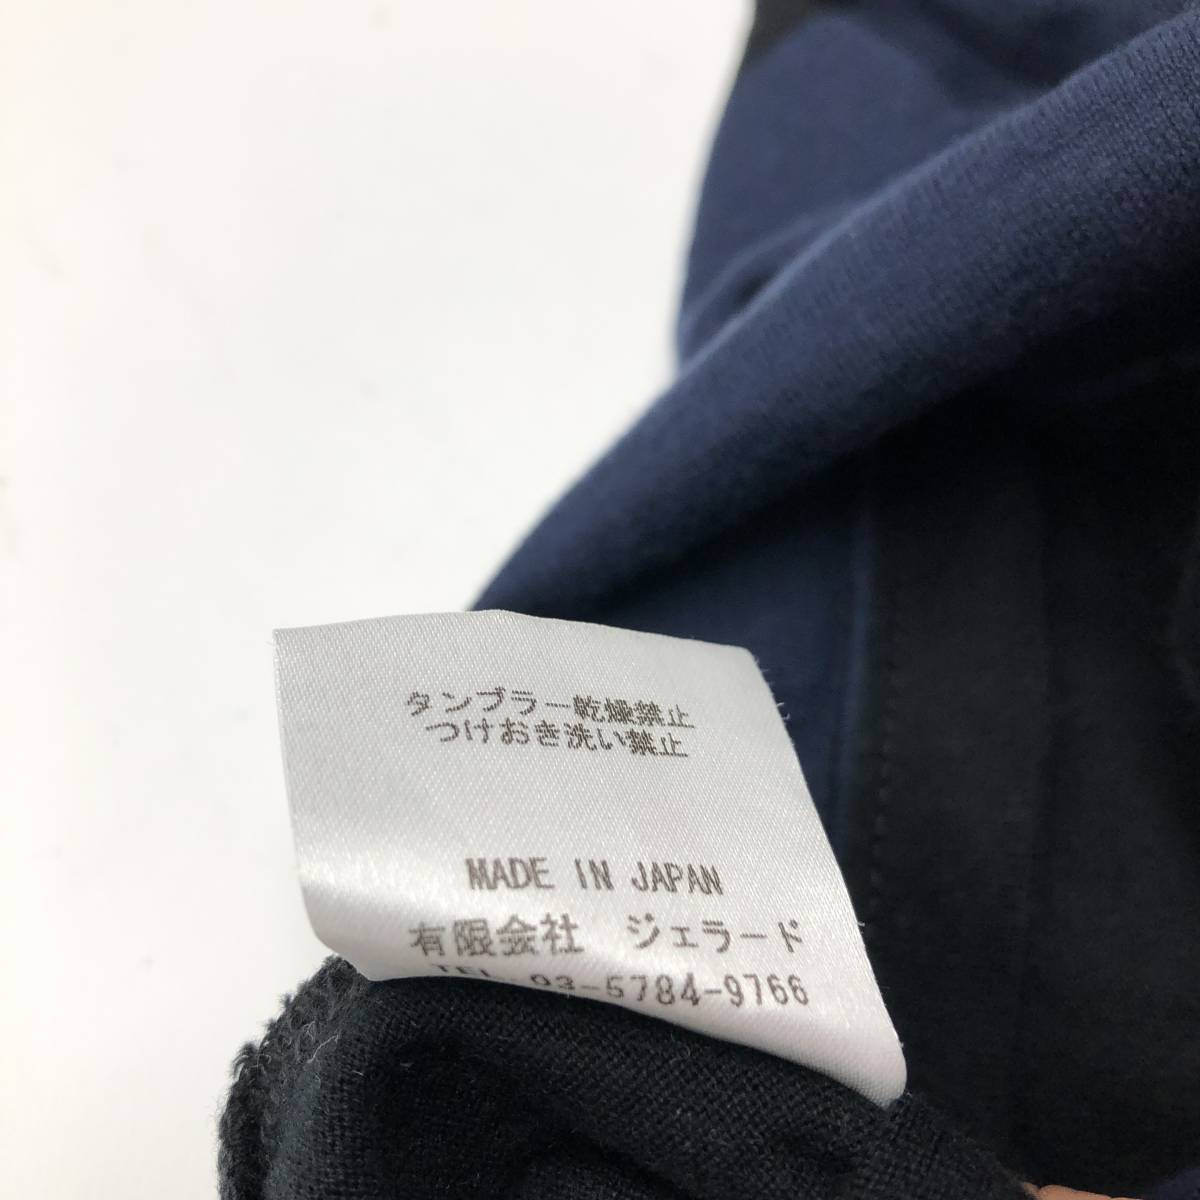 タンブラー乾燥禁止
つけおき洗い禁止
MADE IN JAPAN
有限会社 ジェラード
TEL 03-5784-9766